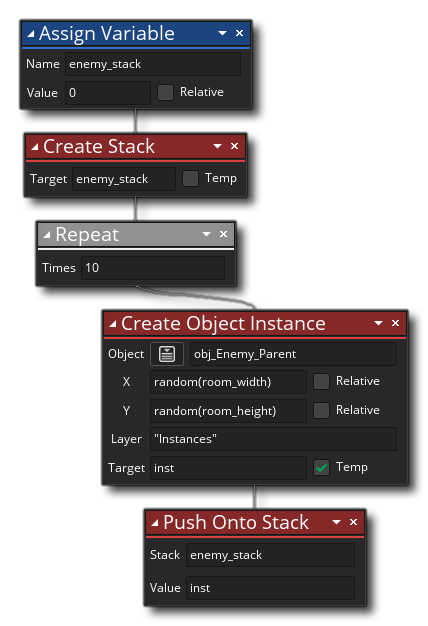 Assign Variable
Name enemy_stack
Value 0 Relative
Create Stack
Target enemy_stack Temp
Repeat
Times 10
Create Object Instance
Object obj_Enemy_Parent
X random(room_width) Relative
Y random(room_height) Relative
Layer "Instances"
Target inst Temp
Push Onto Stack
Stack enemy_stack
Value inst